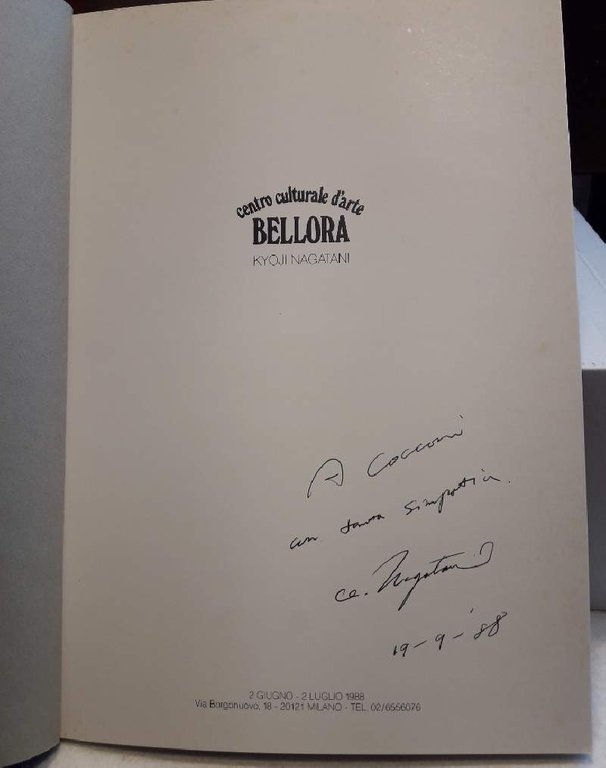 centro culturale d'arte
BELLORA
KYOJI NAGATANI
A Cocconi
con tanta simpatia.
Nagatani
19-9-'88
2 GIUGNO - 2 LUGLIO 1988
Via Borgonuovo, 18 - 20121 MILANO - TEL. 02/6556076